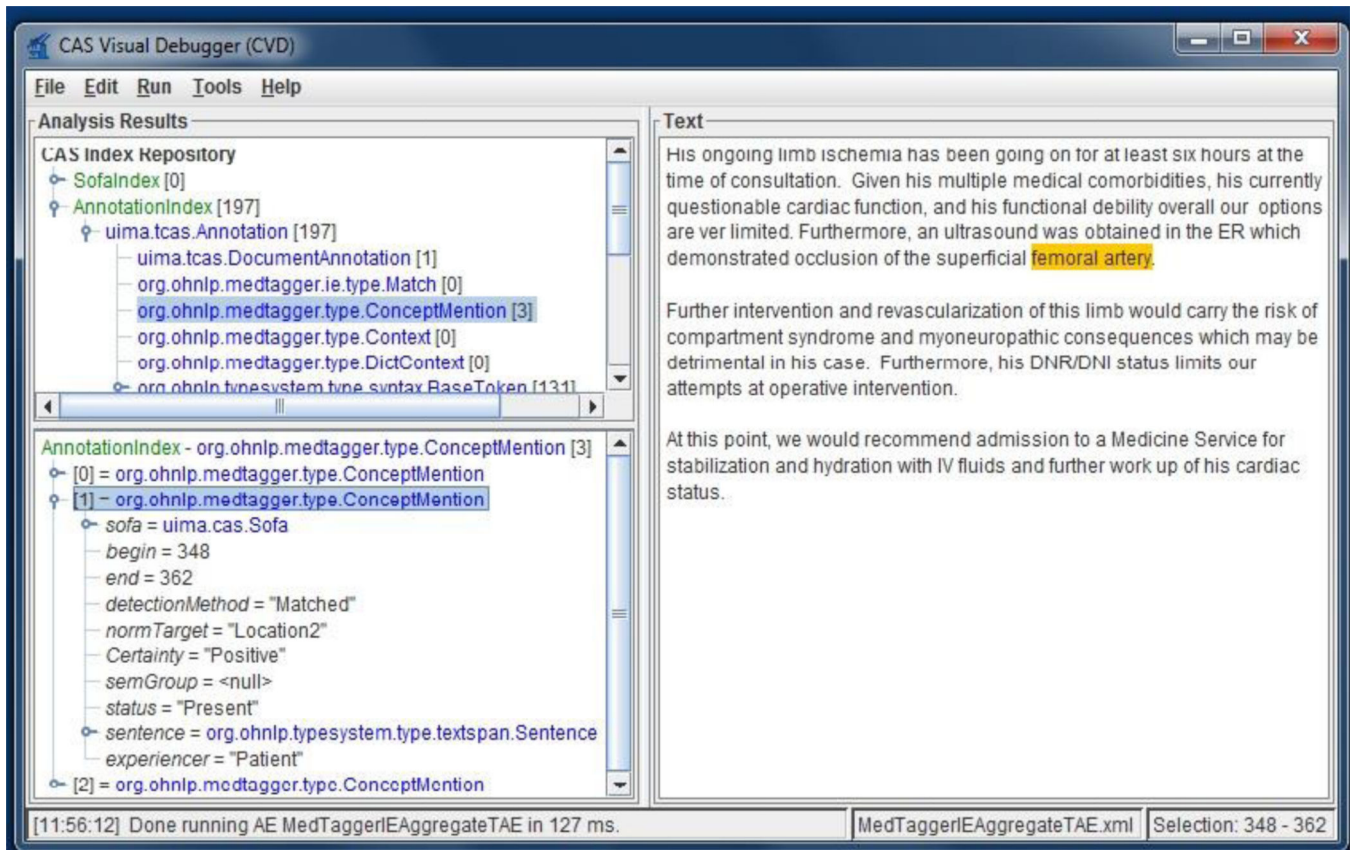 CAS Visual Debugger (CVD)
File Edit Run Tools Help
Analysis Results
CAS Index Repository
SofaIndex [0]
AnnotationIndex [197]
uima.tcas.Annotation [197]
uima.tcas.DocumentAnnotation [1]
org.ohnlp.medtagger.ie.type.Match [0]
org.ohnlp.medtagger.type.ConceptMention [3]
org.ohnlp.medtagger.type.Context [0]
org.ohnlp.medtagger.type.DictContext [0]
org.ohnlp.typesystem.type.syntax.BaseToken [131]
AnnotationIndex - org.ohnlp.medtagger.type.ConceptMention [3]
[0] = org.ohnlp.medtagger.type.ConceptMention
[1] = org.ohnlp.medtagger.type.ConceptMention
sofa = uima.cas.Sofa
begin = 348
end = 362
detectionMethod = "Matched"
normTarget = "Location2"
Certainty = "Positive"
semGroup = <null>
status = "Present"
sentence = org.ohnlp.typesystem.type.textspan.Sentence
experiencer = "Patient"
[2] = org.ohnlp.medtagger.type.ConceptMention
Text
His ongoing limb ischemia has been going on for at least six hours at the
time of consultation. Given his multiple medical comorbidities, his currently
questionable cardiac function, and his functional debility overall our options
are ver limited. Furthermore, an ultrasound was obtained in the ER which
demonstrated occlusion of the superficial femoral artery.
Further intervention and revascularization of this limb would carry the risk of
compartment syndrome and myoneuropathic consequences which may be
detrimental in his case. Furthermore, his DNR/DNI status limits our
attempts at operative intervention.
At this point, we would recommend admission to a Medicine Service for
stabilization and hydration with IV fluids and further work up of his cardiac
status.
[11:56:12] Done running AE MedTaggerIEAggregateTAE in 127 ms.
MedTaggerIEAggregateTAE.xml
Selection: 348 - 362